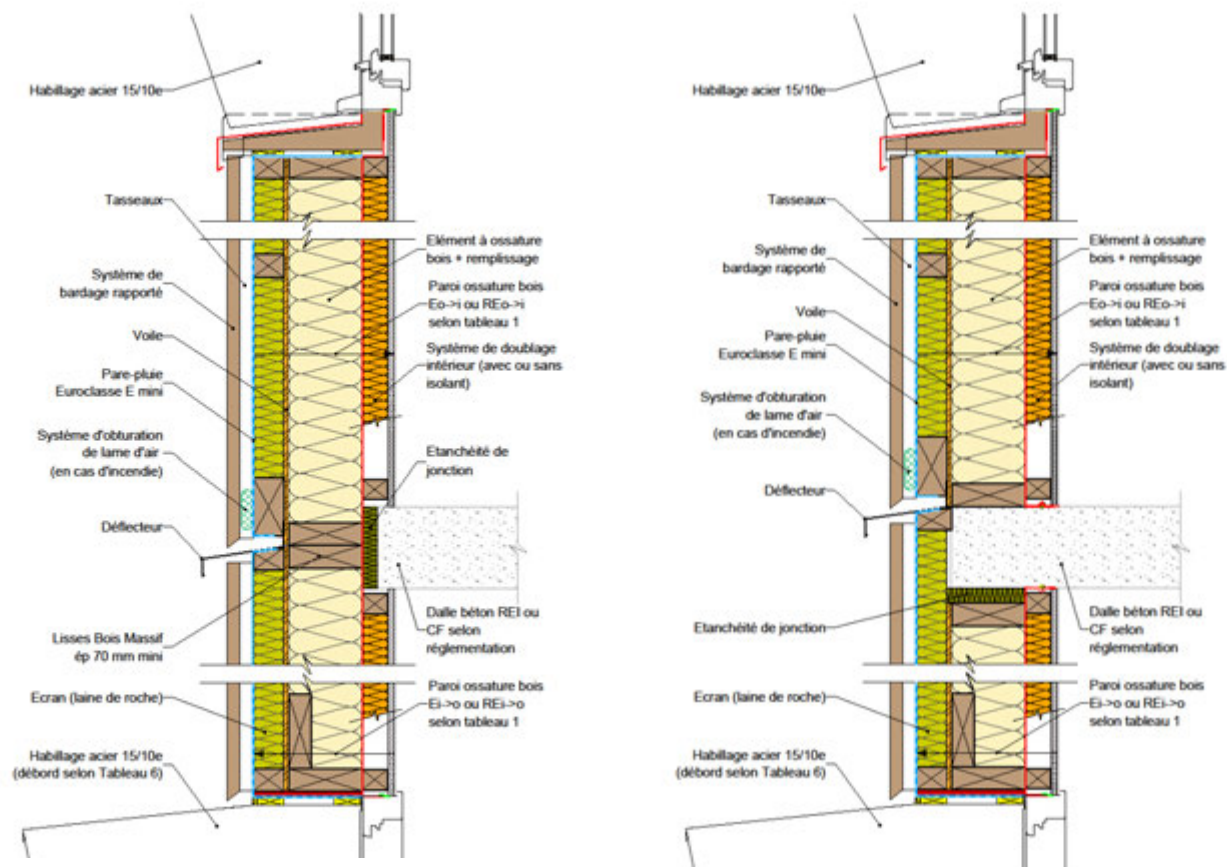 Habillage acier 15/10e
Tasseaux
Système de
bardage rapporté
Voile
Pare-pluie
Euroclasse E mini
Système d'obturation
de lame d'air
(en cas d'incendie)
Déflecteur
Lisses Bois Massif
ép 70 mm mini
Ecran (laine de roche)
Habillage acier 15/10e
(débord selon Tableau 6)
Elément à ossature
bois + remplissage
Paroi ossature bois
Eo->i ou REo->i
selon tableau 1
Système de doublage
intérieur (avec ou sans
isolant)
Etanchéité de
jonction
Dalle béton REI ou
CF selon
réglementation
Paroi ossature bois
Ei->o ou REi->o
selon tableau 1
Habillage acier 15/10e
Tasseaux
Système de
bardage rapporté
Voile
Pare-pluie
Euroclasse E mini
Système d'obturation
de lame d'air
(en cas d'incendie)
Déflecteur
Etanchéité de jonction
Ecran (laine de roche)
Habillage acier 15/10e
(débord selon Tableau 6)
Elément à ossature
bois + remplissage
Paroi ossature bois
Eo->i ou REo->i
selon tableau 1
Système de doublage
intérieur (avec ou sans
isolant)
Dalle béton REI ou
CF selon
réglementation
Paroi ossature bois
Ei->o ou REi->o
selon tableau 1